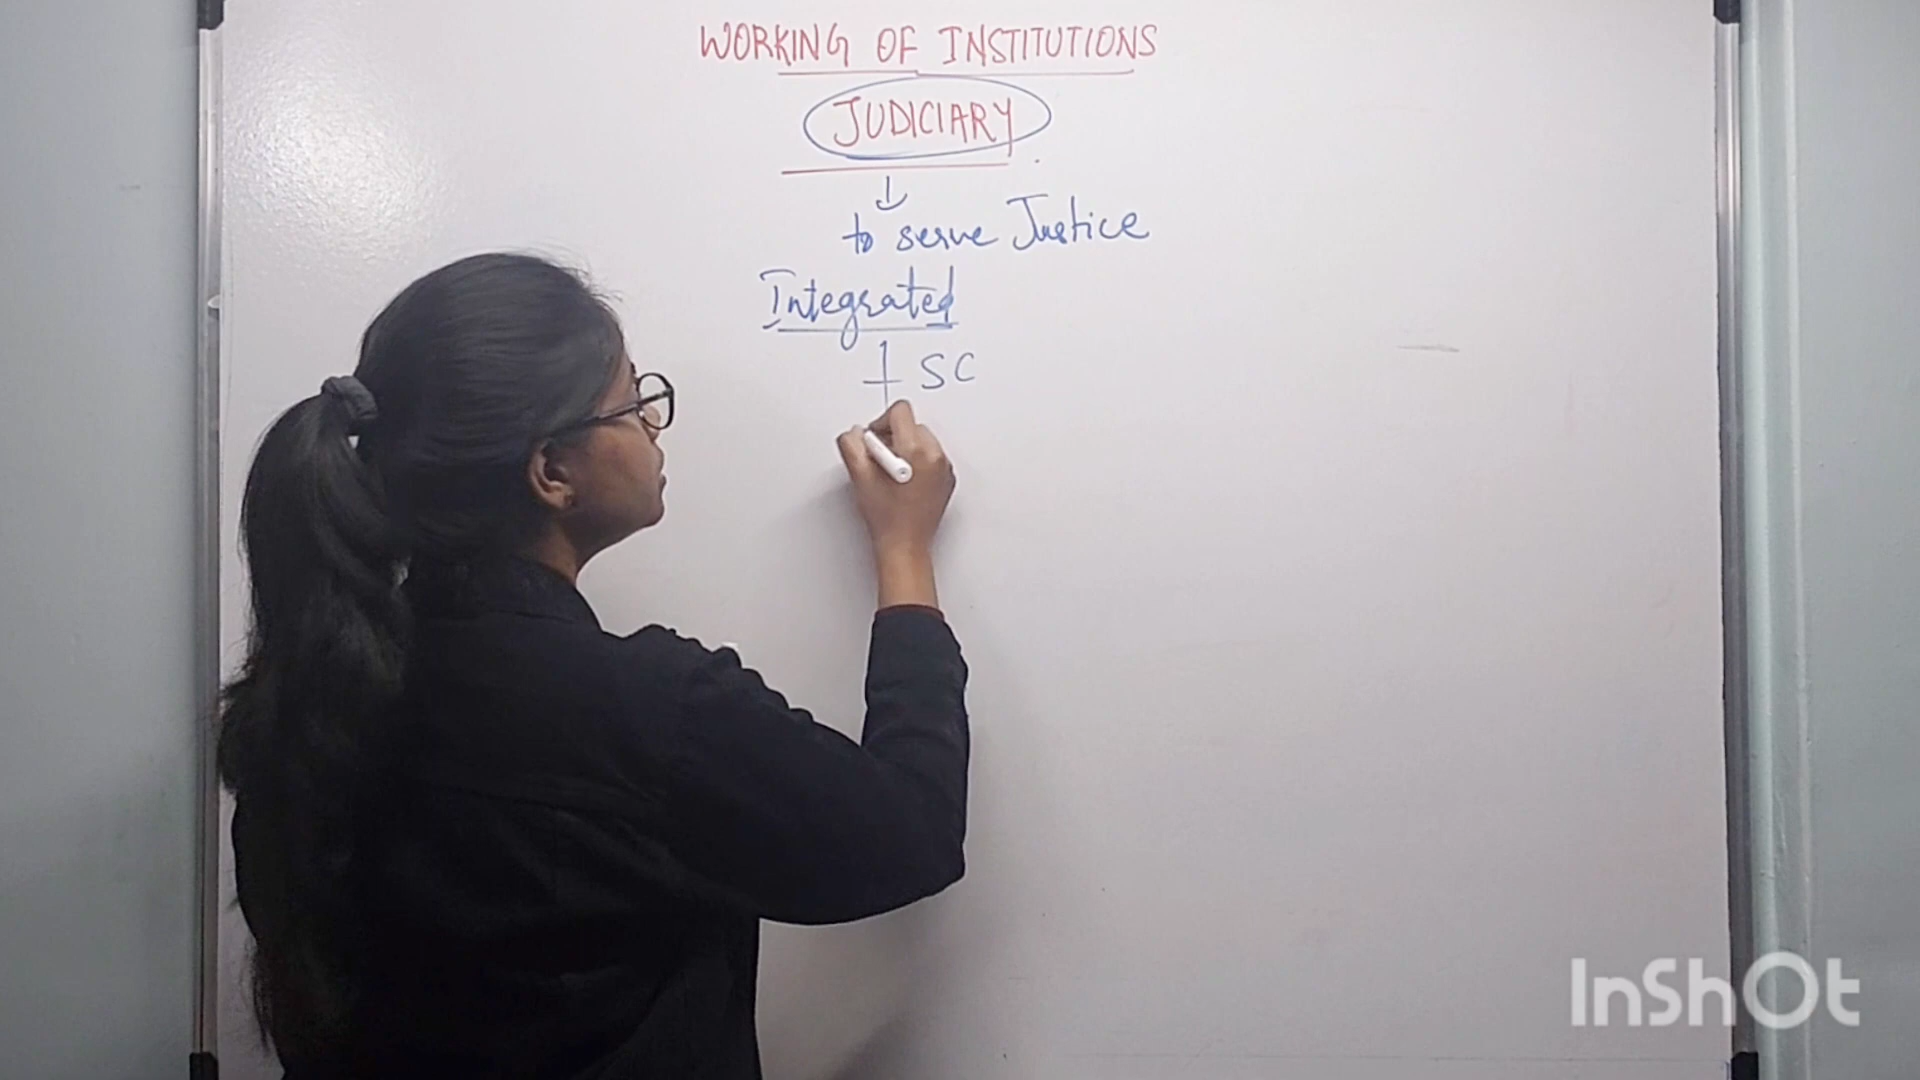 WORKING OF INSTITUTIONS
JUDICIARY
to serve Justice
Integrated
SC
InShOt